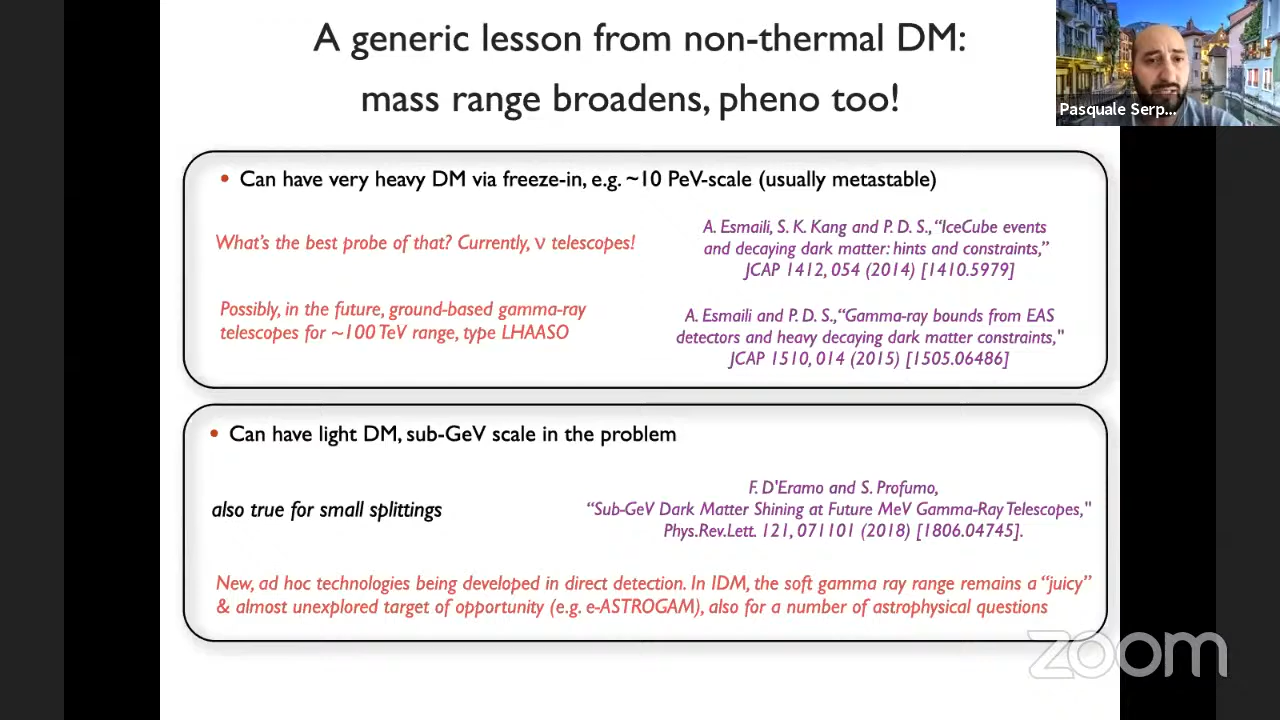 A generic lesson from non-thermal DM:
mass range broadens, pheno too!
Pasquale Serp...
• Can have very heavy DM via freeze-in, e.g. ~10 PeV-scale (usually metastable)
What's the best probe of that? Currently, ν telescopes!
A. Esmaili, S. K. Kang and P. D. S., “IceCube events
and decaying dark matter: hints and constraints,”
JCAP 1412, 054 (2014) [1410.5979]
Possibly, in the future, ground-based gamma-ray
telescopes for ~100 TeV range, type LHAASO
A. Esmaili and P. D. S., “Gamma-ray bounds from EAS
detectors and heavy decaying dark matter constraints,"
JCAP 1510, 014 (2015) [1505.06486]
• Can have light DM, sub-GeV scale in the problem
also true for small splittings
F. D'Eramo and S. Profumo,
“Sub-GeV Dark Matter Shining at Future MeV Gamma-Ray Telescopes,"
Phys.Rev.Lett. 121, 071101 (2018) [1806.04745].
New, ad hoc technologies being developed in direct detection. In IDM, the soft gamma ray range remains a “juicy”
& almost unexplored target of opportunity (e.g. e-ASTROGAM), also for a number of astrophysical questions
zoom